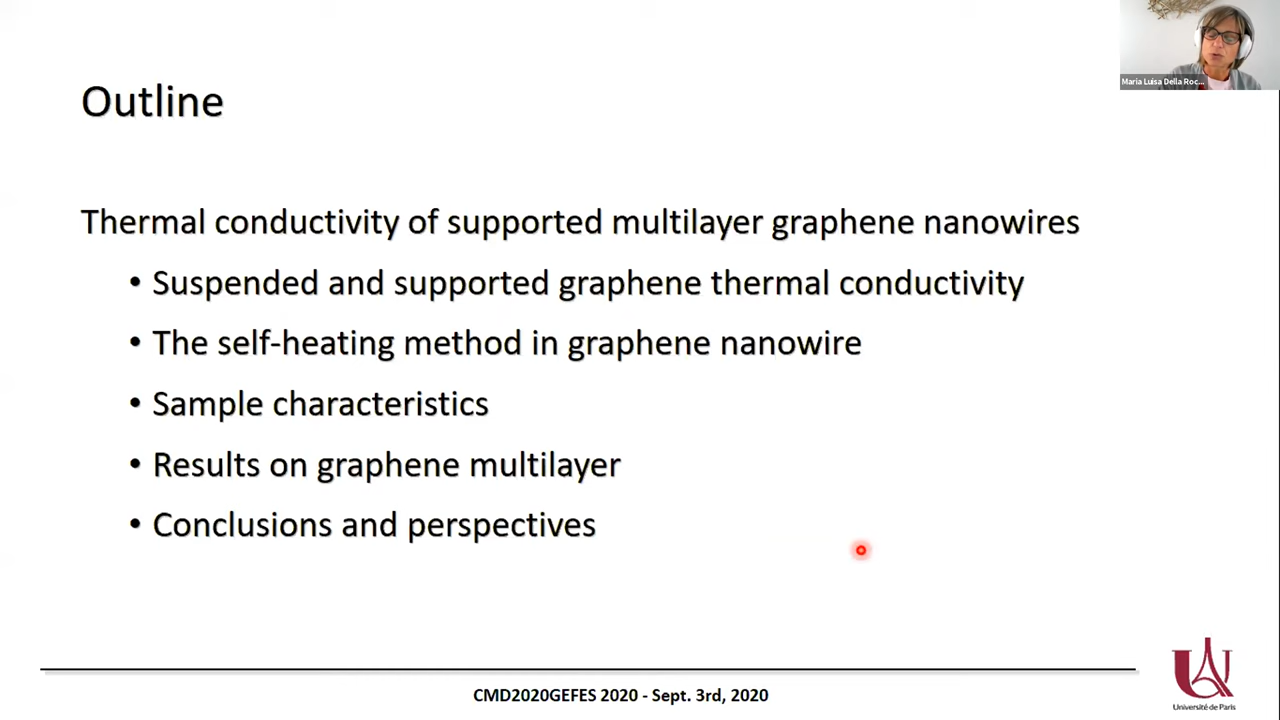 Maria Luisa Della Roc...
Outline
Thermal conductivity of supported multilayer graphene nanowires
• Suspended and supported graphene thermal conductivity
• The self-heating method in graphene nanowire
• Sample characteristics
• Results on graphene multilayer
• Conclusions and perspectives
CMD2020GEFES 2020 - Sept. 3rd, 2020
Université de Paris